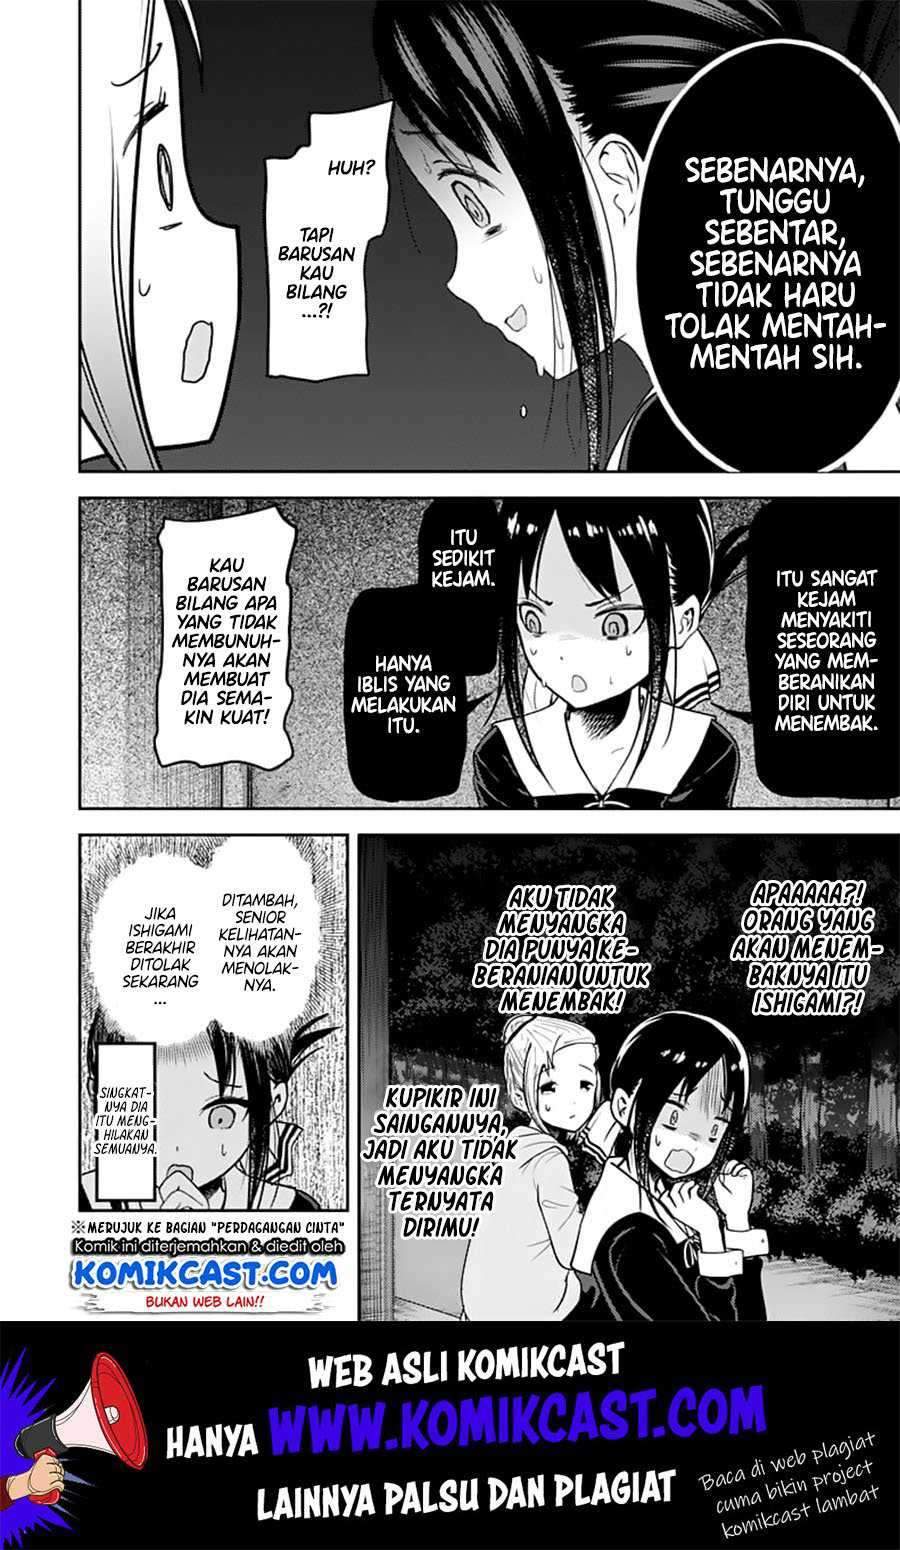 SEBENARNYA,
TUNGGU
SEBENTAR,
SEBENARNYA
TIDAK HARU
TOLAK MENTAH-
MENTAH SIH.
HUH?
TAPI
BARUSAN
KAU
BILANG
...?!
ITU SANGAT
KEJAM
MENYAKITI
SESEORANG
YANG MEM-
BERANIKAN
DIRI UNTUK
MENEMBAK.
ITU
SEDIKIT
KEJAM.
HANYA
IBLIS YANG
MELAKUKAN
ITU.
KAU
BARUSAN
BILANG APA
YANG TIDAK
MEMBUNUH-
NYA AKAN
MEMBUAT
DIA SEMA-
KIN KUAT!
APAAAAA?!
ORANG YANG
AKAN MENEM-
BAKNYA ITU
ISHIGAMI?!
AKU TIDAK
MENYANGKA
DIA PUNYA KE-
BERANIAN UNTUK
MENEMBAK!
KUPIKIR INI
SAINGANNYA,
JADI AKU TIDAK
MENYANGKA
TERNYATA
DIRIMU!
DITAMBAH,
SENIOR
KELIHATAN-
NYA AKAN
MENOLAK-
NYA.
JIKA
ISHIGAMI
BERAKHIR
DITOLAK
SEKARANG
...
SINGKAT-
NYA DIA
ITU MENG-
HILAKAN
SEMUANYA.
※MERUJUK KE BAGIAN "PERDAGANGAN CINTA"
Komik ini diterjemahkan & diedit oleh
KOMIKCAST.COM
BUKAN WEB LAIN!!
WEB ASLI KOMIKCAST
HANYA WWW.KOMIKCAST.COM
LAINNYA PALSU DAN PLAGIAT
Baca di web plagiat
cuma bikin project
komikcast lambat